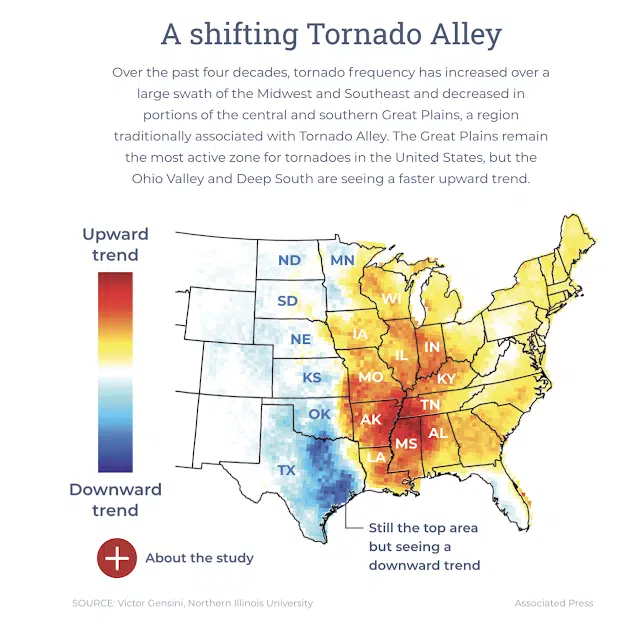 A shifting Tornado Alley
Over the past four decades, tornado frequency has increased over a
large swath of the Midwest and Southeast and decreased in
portions of the central and southern Great Plains, a region
traditionally associated with Tornado Alley. The Great Plains remain
the most active zone for tornadoes in the United States, but the
Ohio Valley and Deep South are seeing a faster upward trend.
Upward
trend
ND
MN
SD
WI
NE
IA
IL
IN
KS
MO
KY
OK
AK
TN
TX
LA
MS
AL
Downward
trend
Still the top area
but seeing a
downward trend
About the study
SOURCE: Victor Gensini, Northern Illinois University
Associated Press